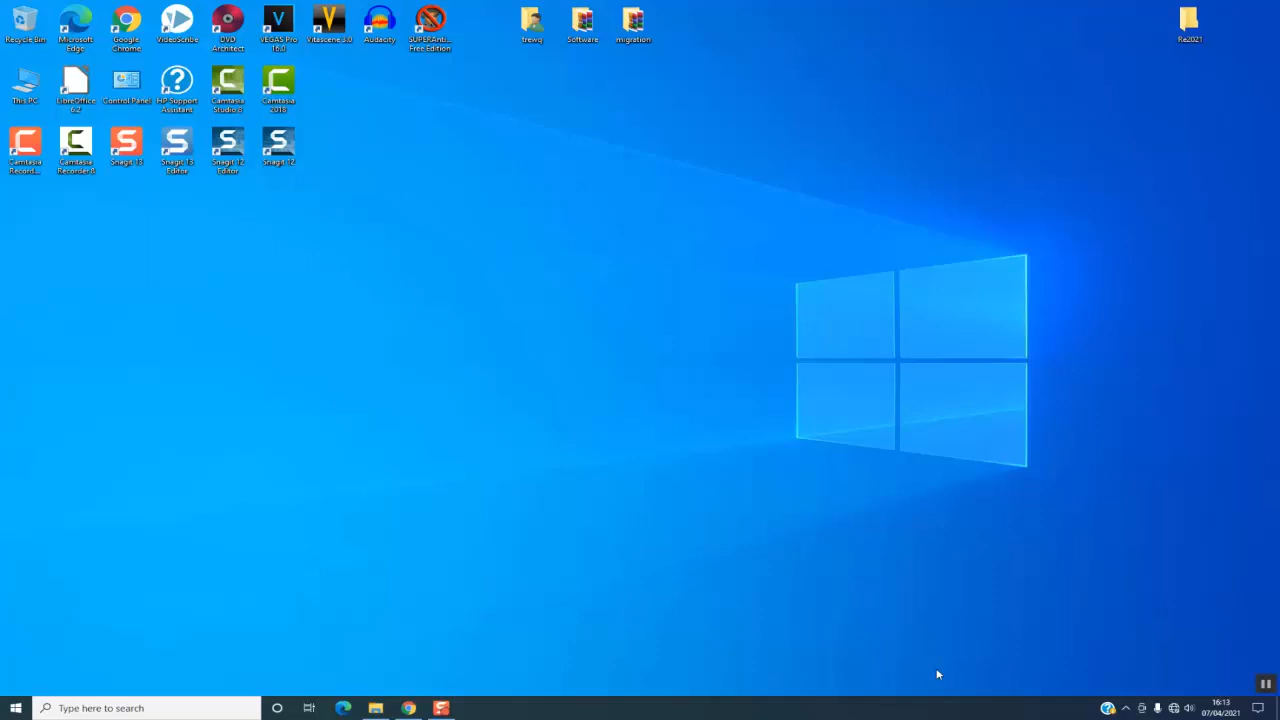 Recycle Bin
Microsoft
Edge
Google
Chrome
VideoScribe
DVD
Architect
VEGAS Pro
16.0
Vitascene 3.0
Audacity
SUPERAnti...
Free Edition
trewq
Software
migration
Re2021
This PC
LibreOffice
6.2
Control Panel
HP Support
Assistant
Camtasia
Studio 8
Camtasia
2018
Camtasia
Record...
Camtasia
Recorder 8
Snagit 13
Snagit 13
Editor
Snagit 12
Editor
Snagit 12
Type here to search
16:13
07/04/2021